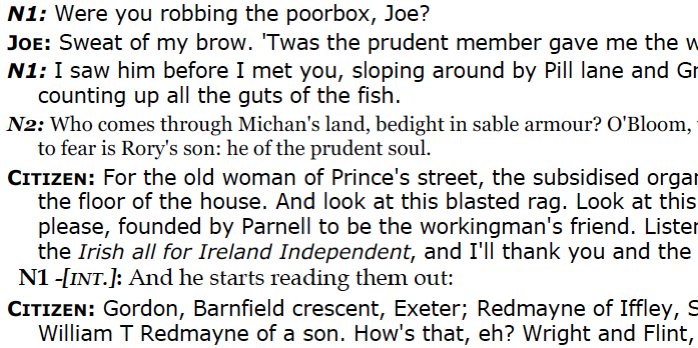 N1: Were you robbing the poorbox, Joe?
JOE: Sweat of my brow. 'Twas the prudent member gave me the
N1: I saw him before I met you, sloping around by Pill lane and
counting up all the guts of the fish.
N2: Who comes through Michan's land, bedight in sable armour? O'Bloom,
to fear is Rory's son: he of the prudent soul.
CITIZEN: For the old woman of Prince's street, the subsidised
the floor of the house. And look at this blasted rag. Look at this
please, founded by Parnell to be the workingman's friend.
the Irish all for Ireland Independent, and I'll thank you and the
N1 -[INT.]: And he starts reading them out:
CITIZEN: Gordon, Barnfield crescent, Exeter; Redmayne of Iffley,
William T Redmayne of a son. How's that, eh? Wright and Flint,